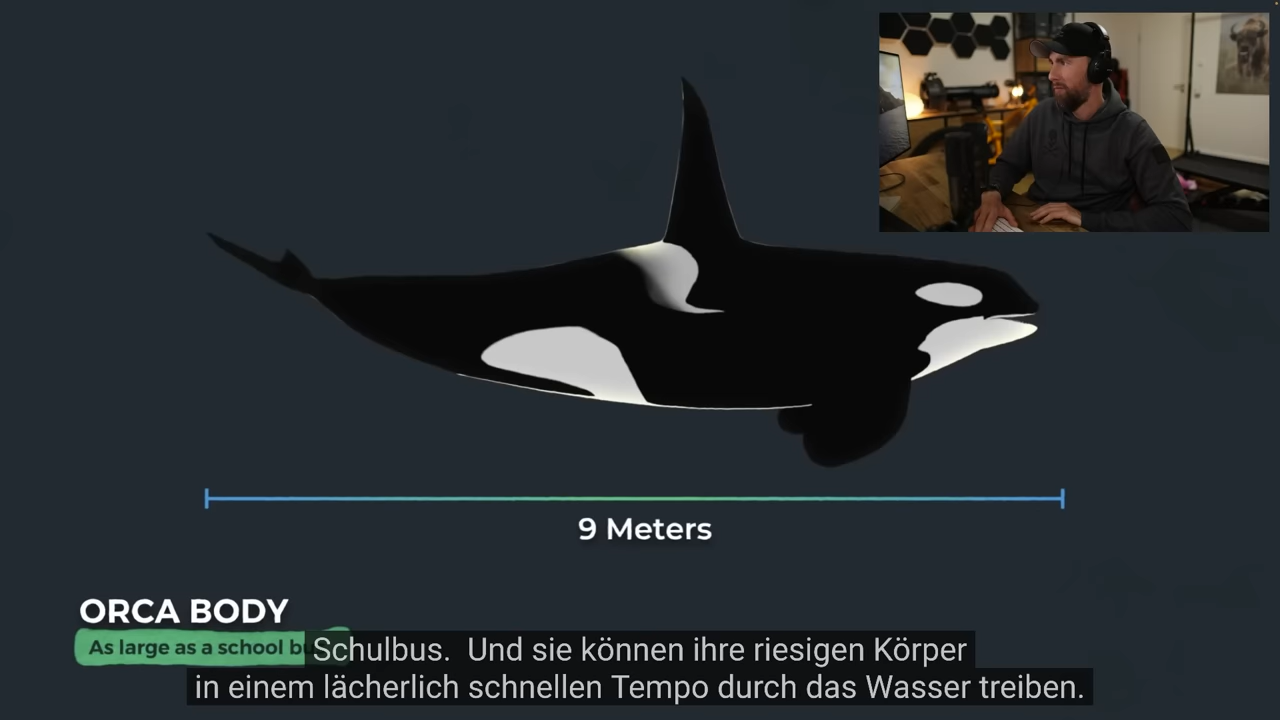 9 Meters
ORCA BODY
As large as a school bu
Schulbus. Und sie können ihre riesigen Körper
in einem lächerlich schnellen Tempo durch das Wasser treiben.